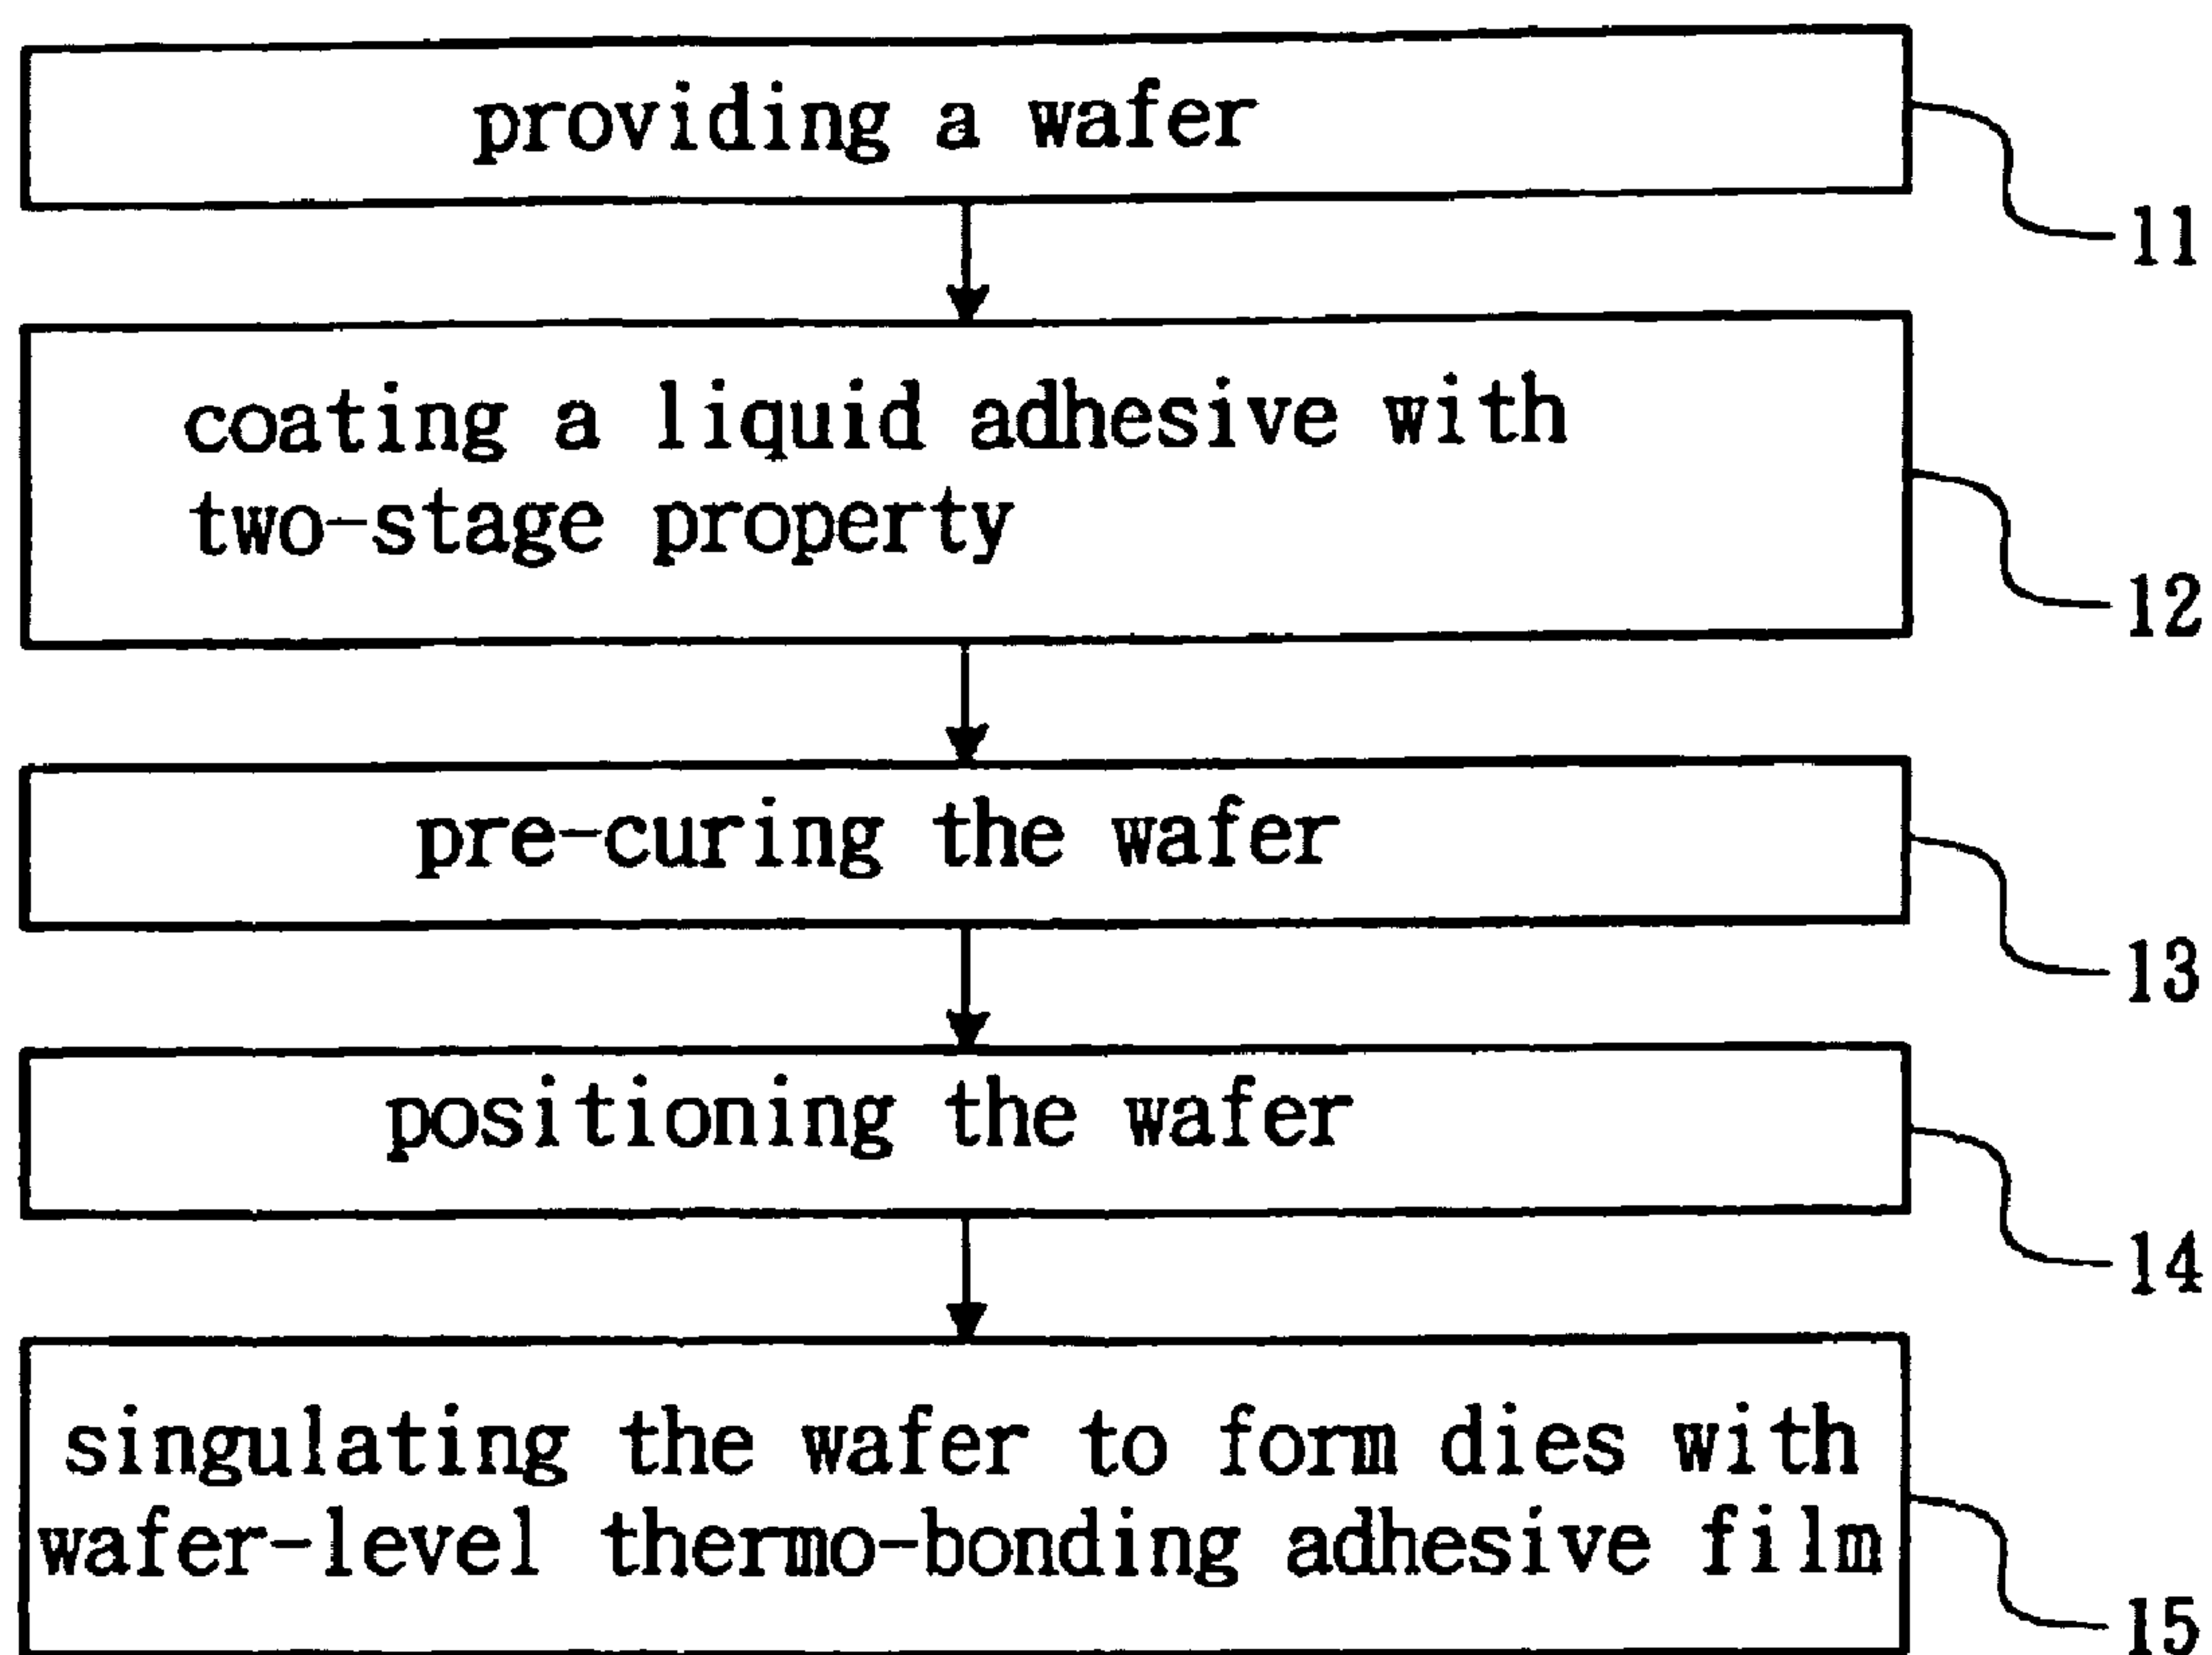 providing a wafer
11
coating a liquid adhesive with
two-stage property
12
pre-curing the wafer
13
positioning the wafer
14
singulating the wafer to form dies with
wafer-level thermo-bonding adhesive film
15